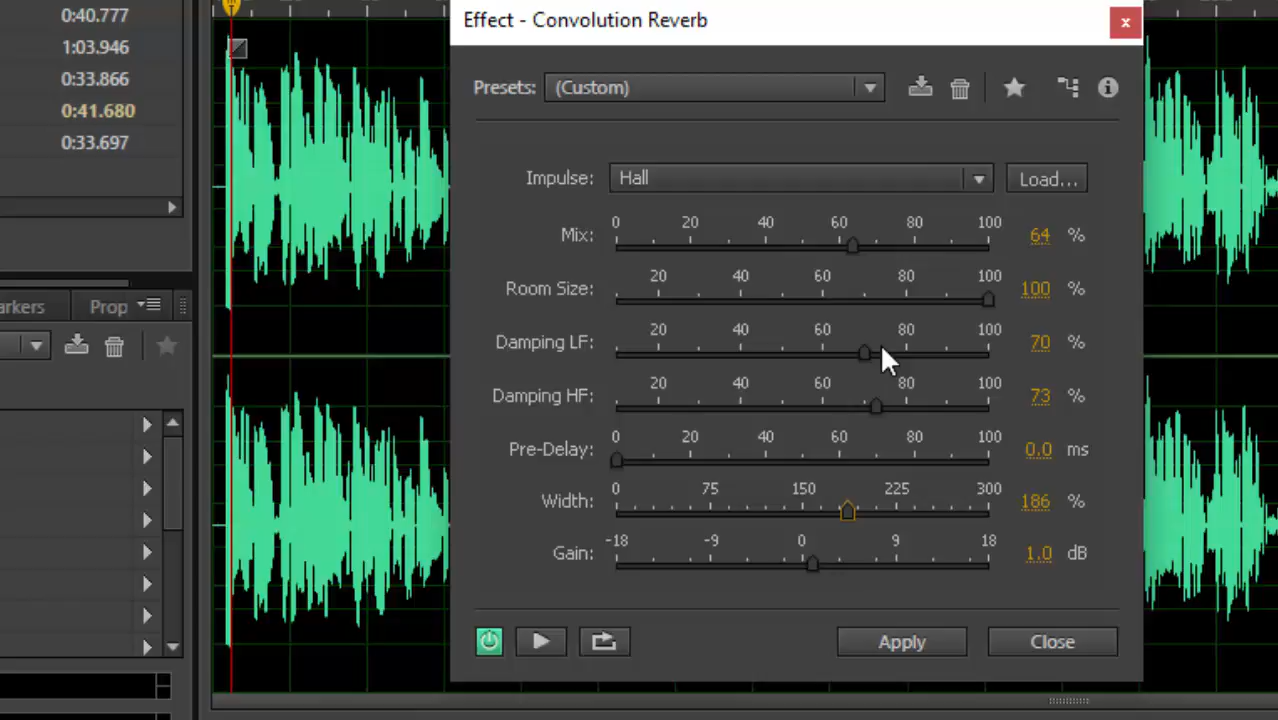 0:40.777
1:03.946
0:33.866
0:41.680
0:33.697
arkers
Prop
Effect - Convolution Reverb
x
Presets: (Custom)
Impulse: Hall Load...
0 20 40 60 80 100
Mix: 64 %
20 40 60 80 100
Room Size: 100 %
20 40 60 80 100
Damping LF: 70 %
20 40 60 80 100
Damping HF: 73 %
0 20 40 60 80 100
Pre-Delay: 0.0 ms
0 75 150 225 300
Width: 186 %
-18 -9 0 9 18
Gain: 1.0 dB
Apply Close